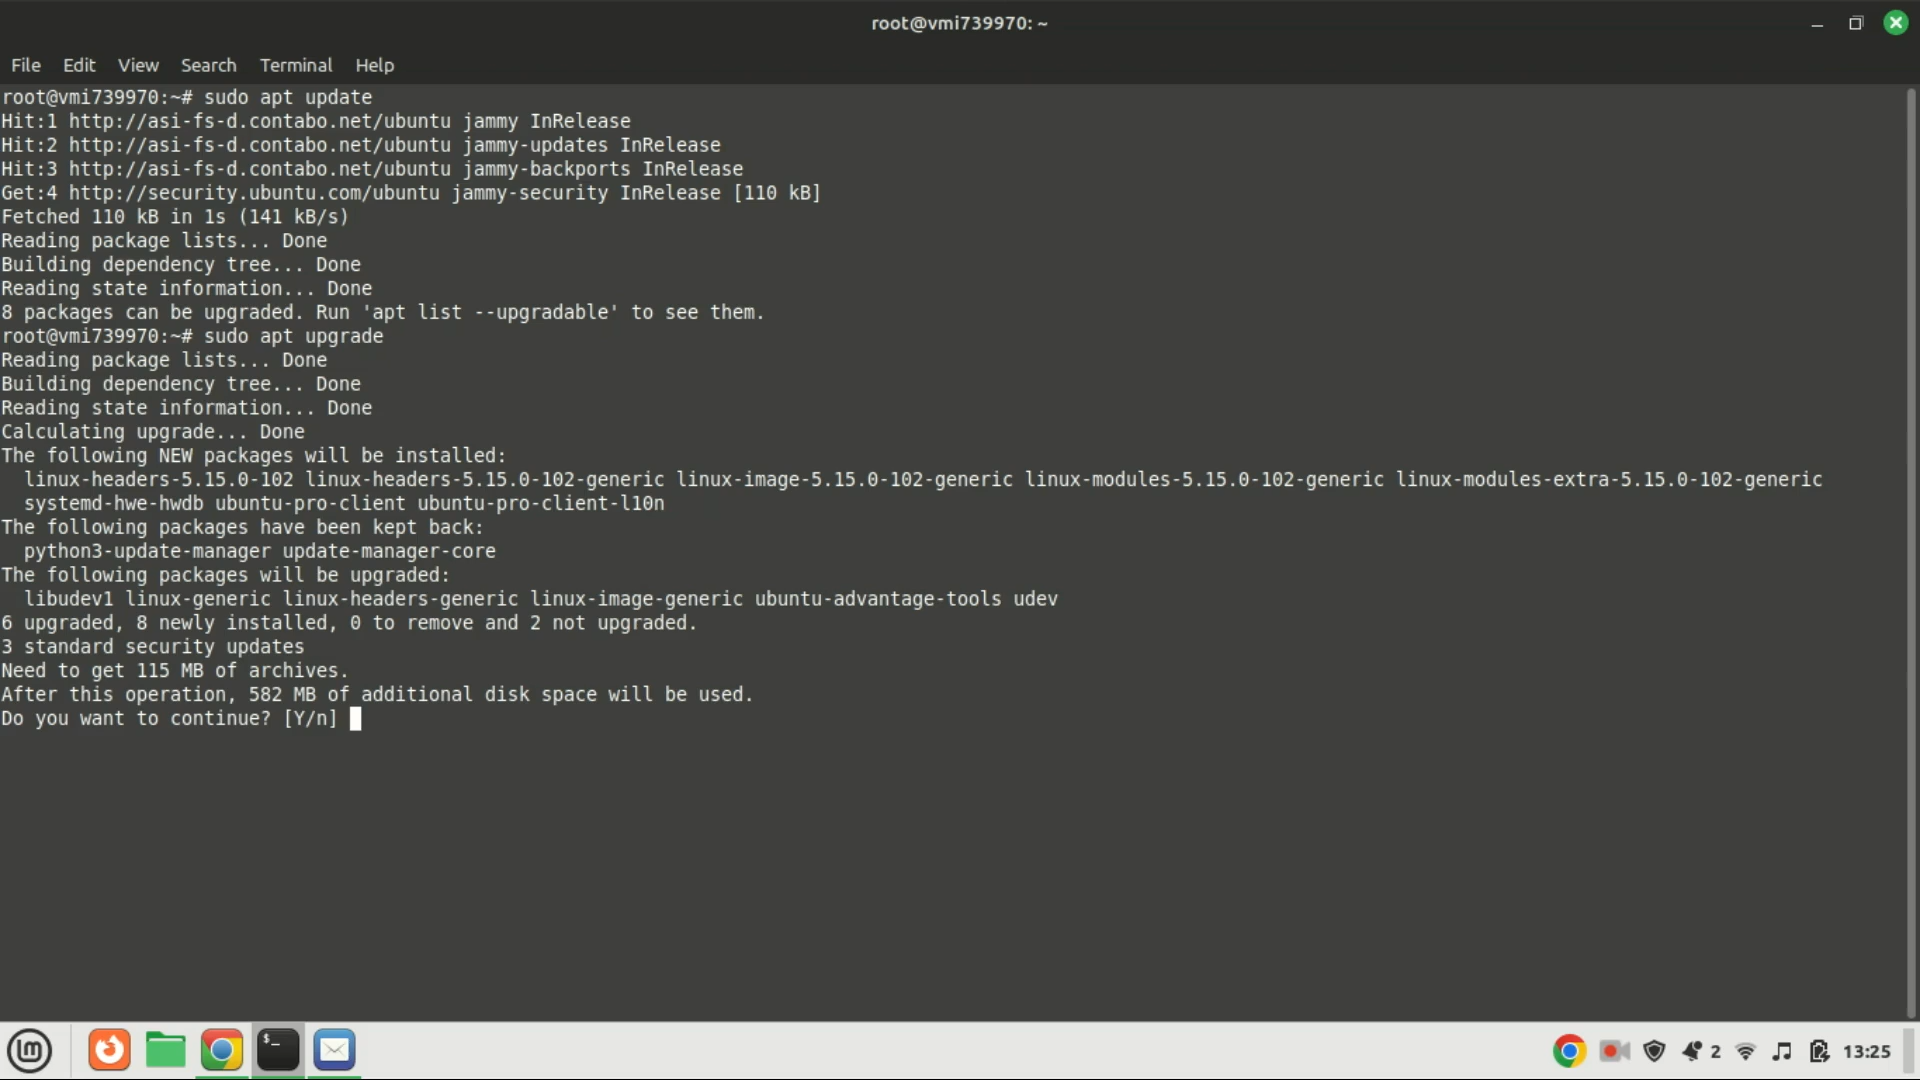 root@vmi739970: ~
File Edit View Search Terminal Help
root@vmi739970:~# sudo apt update
Hit:1 http://asi-fs-d.contabo.net/ubuntu jammy InRelease
Hit:2 http://asi-fs-d.contabo.net/ubuntu jammy-updates InRelease
Hit:3 http://asi-fs-d.contabo.net/ubuntu jammy-backports InRelease
Get:4 http://security.ubuntu.com/ubuntu jammy-security InRelease [110 kB]
Fetched 110 kB in 1s (141 kB/s)
Reading package lists... Done
Building dependency tree... Done
Reading state information... Done
8 packages can be upgraded. Run 'apt list --upgradable' to see them.
root@vmi739970:~# sudo apt upgrade
Reading package lists... Done
Building dependency tree... Done
Reading state information... Done
Calculating upgrade... Done
The following NEW packages will be installed:
  linux-headers-5.15.0-102 linux-headers-5.15.0-102-generic linux-image-5.15.0-102-generic linux-modules-5.15.0-102-generic linux-modules-extra-5.15.0-102-generic
  systemd-hwe-hwdb ubuntu-pro-client ubuntu-pro-client-l10n
The following packages have been kept back:
  python3-update-manager update-manager-core
The following packages will be upgraded:
  libudev1 linux-generic linux-headers-generic linux-image-generic ubuntu-advantage-tools udev
6 upgraded, 8 newly installed, 0 to remove and 2 not upgraded.
3 standard security updates
Need to get 115 MB of archives.
After this operation, 582 MB of additional disk space will be used.
Do you want to continue? [Y/n]
$_
2 13:25